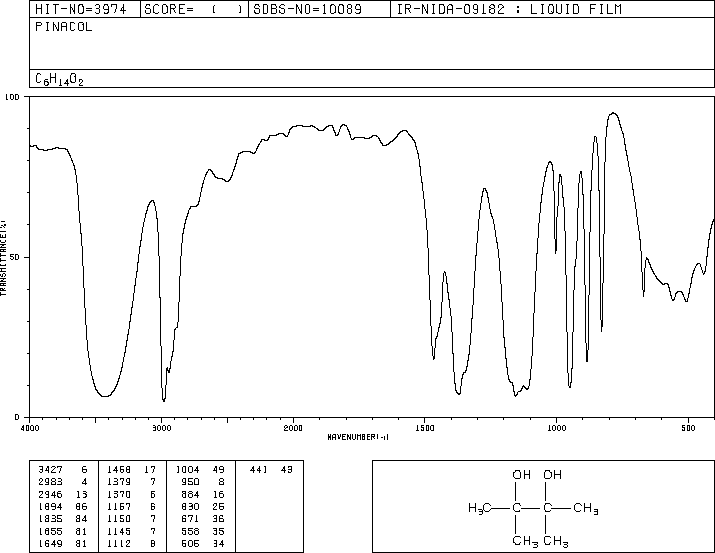 HIT-NO=3974 SCORE= ( ) SDBS-NO=10089 IR-NIDA-09182 : LIQUID FILM
PINACOL
C6H14O2
100
50
0
TRANSMITTANCE(%)
4000 3000 2000 1500 1000 500
WAVENUMBER(-1)
3427 6 1468 17 1004 49 441 43
2983 4 1379 7 950 8
2946 13 1370 6 884 16
1894 86 1167 6 830 26
1835 84 1150 7 671 36
1655 81 1145 7 558 35
1649 81 1112 8 505 34
OH OH
H3C C C CH3
CH3 CH3